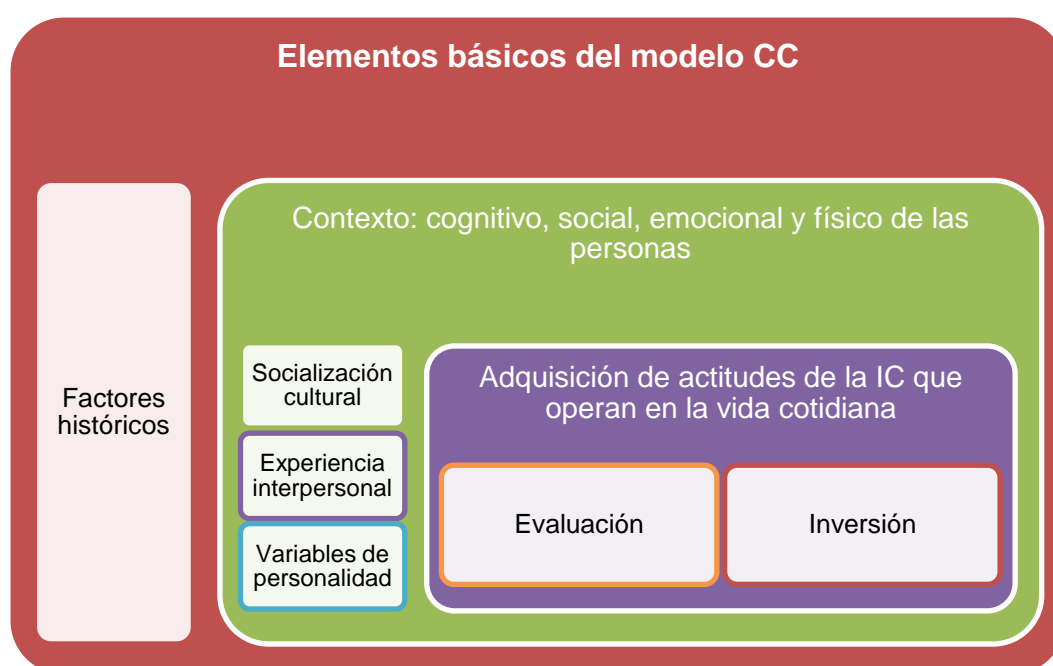 Elementos básicos del modelo CC
Contexto: cognitivo, social, emocional y físico de las
personas
Factores
históricos
Socialización
cultural
Experiencia
interpersonal
Variables de
personalidad
Adquisición de actitudes de la IC que
operan en la vida cotidiana
Evaluación
Inversión